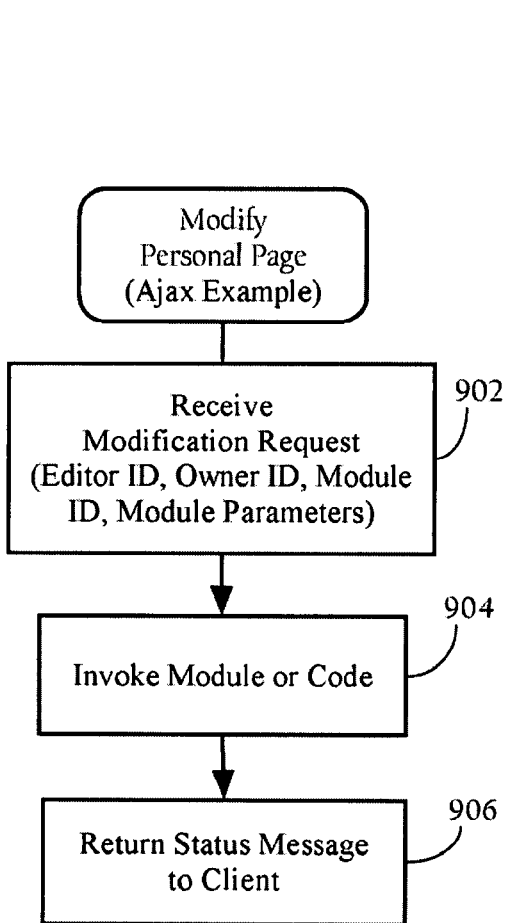 Modify
Personal Page
(Ajax Example)
902
Receive
Modification Request
(Editor ID, Owner ID, Module
ID, Module Parameters)
904
Invoke Module or Code
906
Return Status Message
to Client